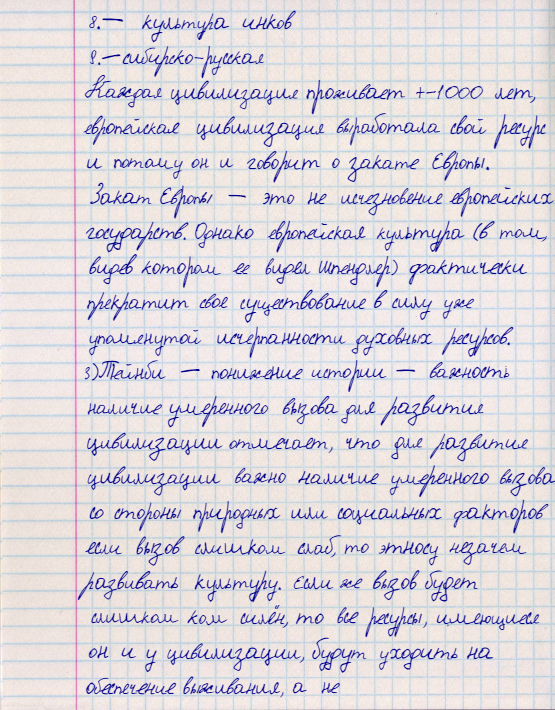 8.— культура инков
9.—сибирско-русская
Каждая цивилизация проживает +-1000 лет,
европейская цивилизация выработала свой ресурс
и потому он и говорит о закате Европы.
Закат Европы — это не исчезновение европейских
государств. Однако европейская культура (в том,
видев котором ее видел Шпендлер) фактически
прекратит свое существование в силу уже
упомянутой исчерпанности духовных ресурсов.
3)Тейнби — понижение истории — важность
наличие умеренного вызова для развития
цивилизации отмечает, что для развития
цивилизации важно наличие умеренного вызова
со стороны природных или социальных факторов
если вызов слишком слаб, то этносу незачем
развивать культуру. Если же вызов будет
слишком ком силён, то все ресурсы, имеющиеся
он и у цивилизации, будут уходить на
обеспечение выживания, а не